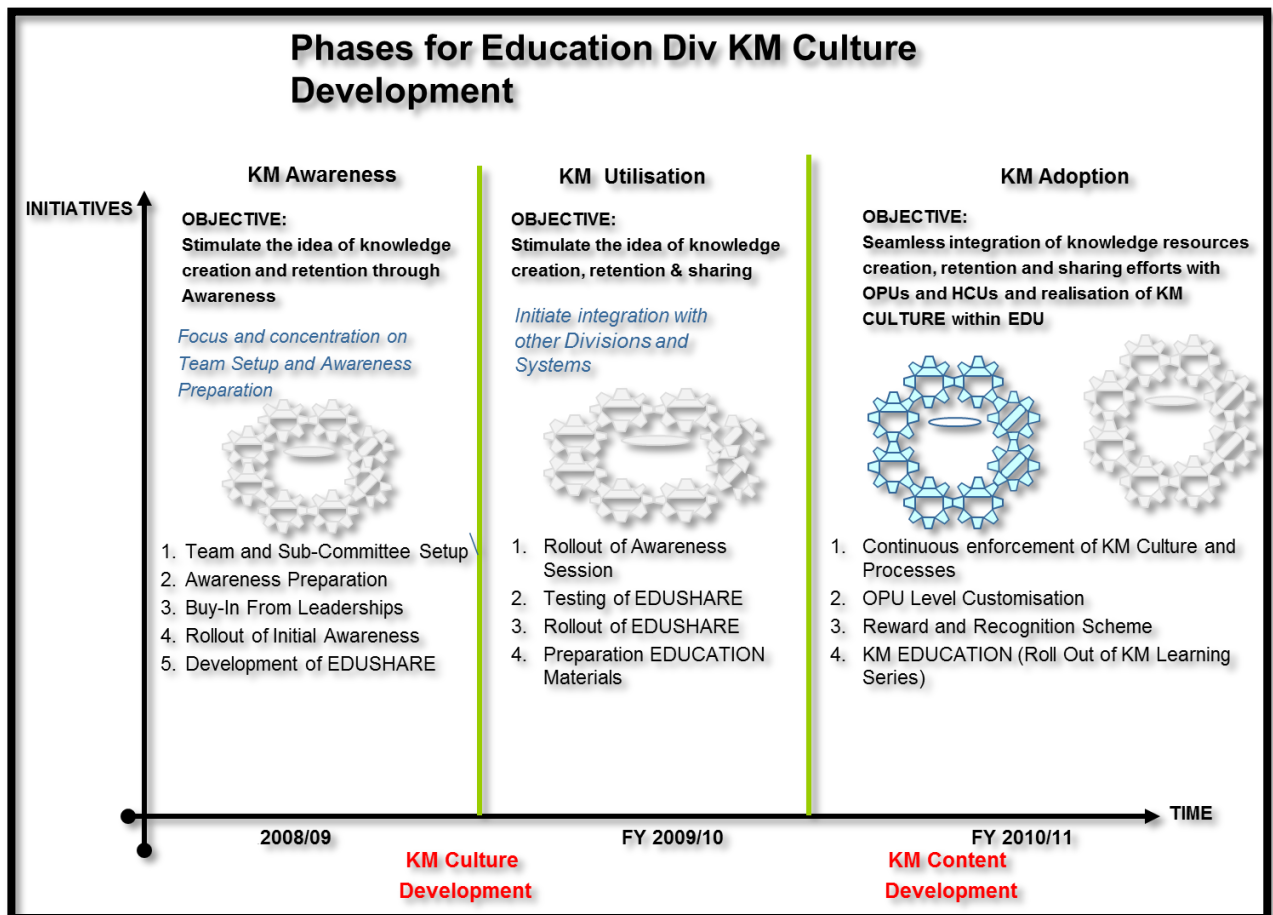 Phases for Education Div KM Culture
Development
INITIATIVES
KM Awareness
OBJECTIVE:
Stimulate the idea of knowledge
creation and retention through
Awareness
Focus and concentration on
Team Setup and Awareness
Preparation
1. Team and Sub-Committee Setup
2. Awareness Preparation
3. Buy-In From Leaderships
4. Rollout of Initial Awareness
5. Development of EDUSHARE
KM Utilisation
OBJECTIVE:
Stimulate the idea of knowledge
creation, retention & sharing
Initiate integration with
other Divisions and
Systems
1. Rollout of Awareness
Session
2. Testing of EDUSHARE
3. Rollout of EDUSHARE
4. Preparation EDUCATION
Materials
KM Adoption
OBJECTIVE:
Seamless integration of knowledge resources
creation, retention and sharing efforts with
OPUs and HCUs and realisation of KM
CULTURE within EDU
1. Continuous enforcement of KM Culture and
Processes
2. OPU Level Customisation
3. Reward and Recognition Scheme
4. KM EDUCATION (Roll Out of KM Learning
Series)
TIME
2008/09
FY 2009/10
FY 2010/11
KM Culture
Development
KM Content
Development